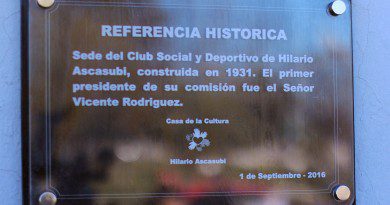 REFERENCIA HISTORICA
Sede del Club Social y Deportivo de Hilario
Ascasubi, construida en 1931. El primer
presidente de su comisión fue el Señor
Vicente Rodriguez.
Casa de la Cultura
Hilario Ascasubi
1 de Septiembre - 2016